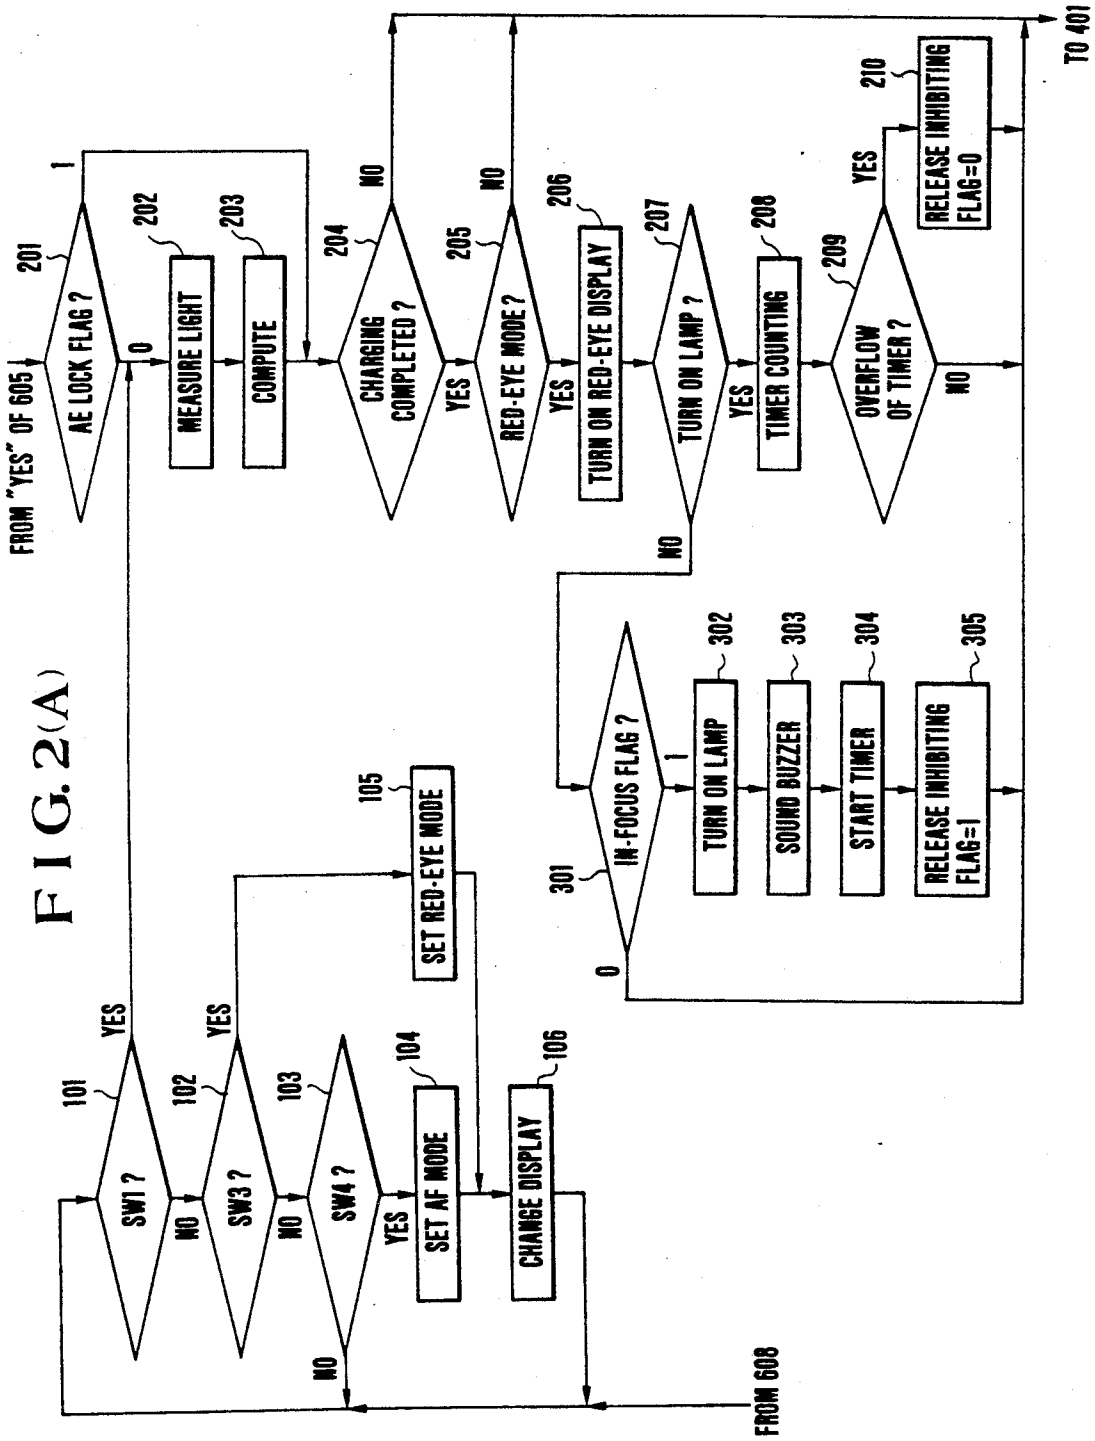 FIG. 2(A)
101
SW1 ?
YES
NO
102
SW3 ?
YES
NO
103
SW4 ?
NO
YES
104
SET AF MODE
105
SET RED-EYE MODE
106
CHANGE DISPLAY
FROM 608
FROM "YES" OF 605
201
AE LOCK FLAG ?
1
0
202
MEASURE LIGHT
203
COMPUTE
204
CHARGING
COMPLETED ?
NO
YES
205
RED-EYE MODE ?
NO
YES
206
TURN ON RED-EYE DISPLAY
207
TURN ON LAMP ?
NO
YES
208
TIMER COUNTING
209
OVERFLOW
OF TIMER ?
YES
NO
210
RELEASE INHIBITING
FLAG=0
301
IN-FOCUS FLAG ?
0
1
302
TURN ON LAMP
303
SOUND BUZZER
304
START TIMER
305
RELEASE INHIBITING
FLAG=1
TO 401